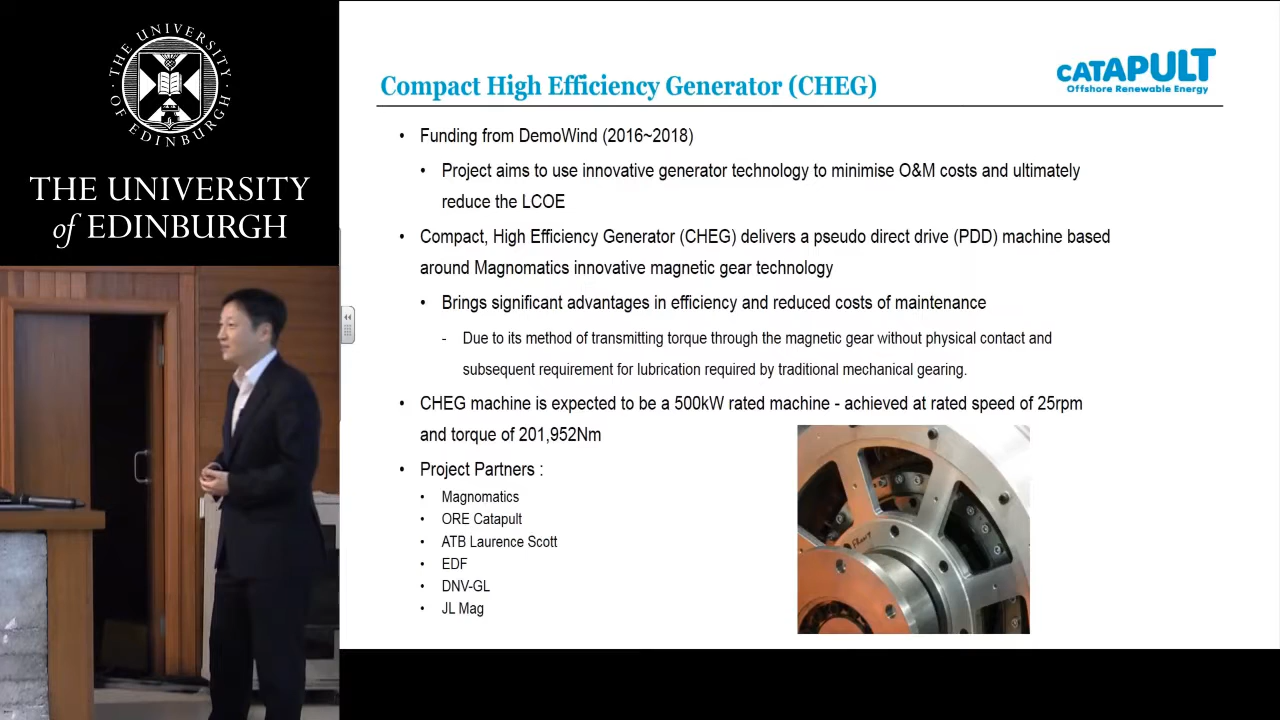 THE UNIVERSITY
OF EDINBURGH
THE UNIVERSITY
of EDINBURGH
Compact High Efficiency Generator (CHEG)
CATAPULT
Offshore Renewable Energy
• Funding from DemoWind (2016~2018)
• Project aims to use innovative generator technology to minimise O&M costs and ultimately
reduce the LCOE
• Compact, High Efficiency Generator (CHEG) delivers a pseudo direct drive (PDD) machine based
around Magnomatics innovative magnetic gear technology
• Brings significant advantages in efficiency and reduced costs of maintenance
- Due to its method of transmitting torque through the magnetic gear without physical contact and
subsequent requirement for lubrication required by traditional mechanical gearing.
• CHEG machine is expected to be a 500kW rated machine - achieved at rated speed of 25rpm
and torque of 201,952Nm
• Project Partners :
• Magnomatics
• ORE Catapult
• ATB Laurence Scott
• EDF
• DNV-GL
• JL Mag